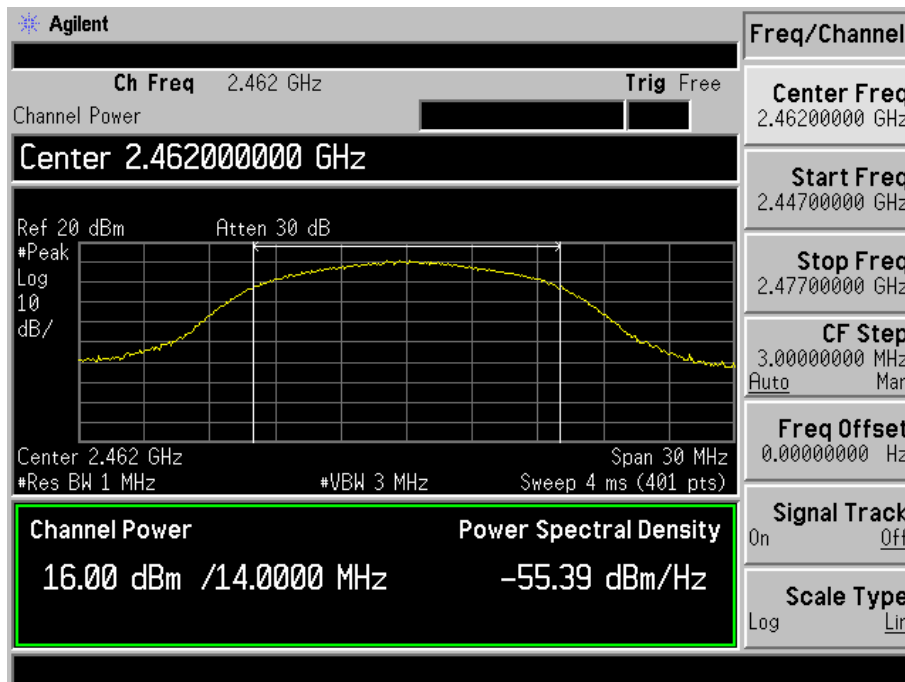 Agilent
Freq/Channel
Ch Freq 2.462 GHz Trig Free
Channel Power
Center 2.462000000 GHz
Ref 20 dBm Atten 30 dB
#Peak
Log
10
dB/
Center 2.462 GHz Span 30 MHz
#Res BW 1 MHz #VBW 3 MHz Sweep 4 ms (401 pts)
Channel Power Power Spectral Density
16.00 dBm /14.0000 MHz -55.39 dBm/Hz
Center Freq
2.46200000 GHz
Start Freq
2.44700000 GHz
Stop Freq
2.47700000 GHz
CF Step
3.00000000 MHz
Auto Man
Freq Offset
0.00000000 Hz
Signal Track
On Off
Scale Type
Log Lin